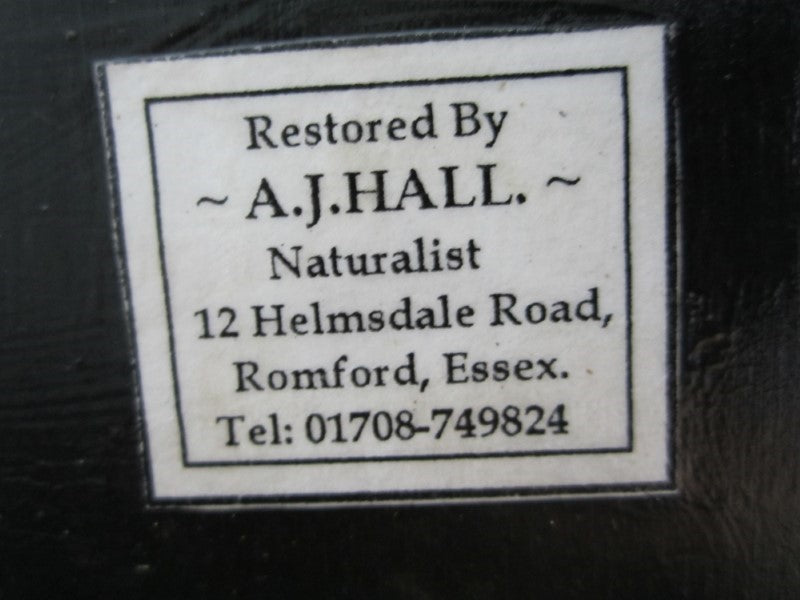 Restored By
~ A.J.HALL. ~
Naturalist
12 Helmsdale Road,
Romford, Essex.
Tel: 01708-749824